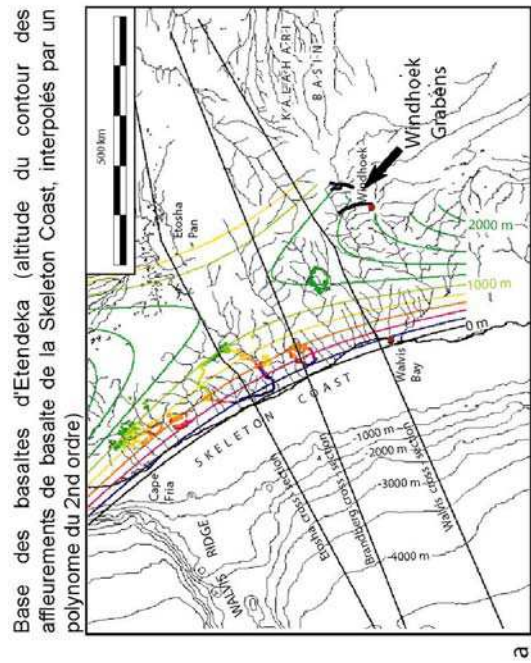 Base des basaltes d'Etendeka (altitude du contour des
affleurements de basalte de la Skeleton Coast, interpolés par un
polynome du 2nd ordre)
500 km
Etosha
Pan
KALAHARI
BASIN
Windhoek
Windhoek
Grabens
2000 m
1000 m
0 m
Cape
Fria
SKELETON COAST
Walvis
Bay
WALVIS RIDGE
Etosha cross section
Brandberg cross section
Walvis cross section
-1000 m
-2000 m
-3000 m
-4000 m
a